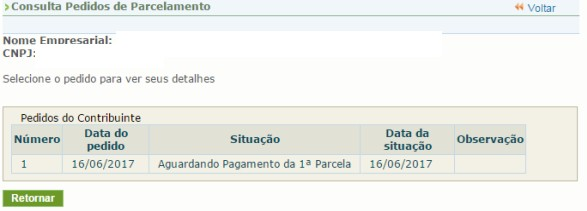 Consulta Pedidos de Parcelamento
Voltar
Nome Empresarial:
CNPJ:
Selecione o pedido para ver seus detalhes
Pedidos do Contribuinte
Número Data do pedido Situação Data da situação Observação
1 16/06/2017 Aguardando Pagamento da 1ª Parcela 16/06/2017
Retornar